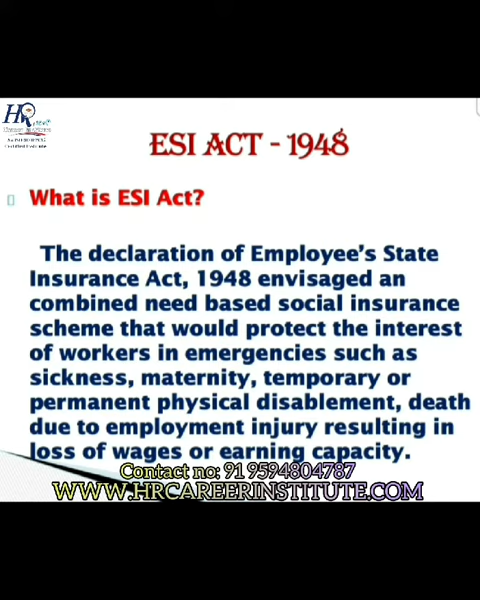 HR
ESI ACT - 1948
What is ESI Act?
The declaration of Employee's State
Insurance Act, 1948 envisaged an
combined need based social insurance
scheme that would protect the interest
of workers in emergencies such as
sickness, maternity, temporary or
permanent physical disablement, death
due to employment injury resulting in
loss of wages or earning capacity.
Contact no: 91 9594804787
WWW.HRCAREERINSTITUTE.COM